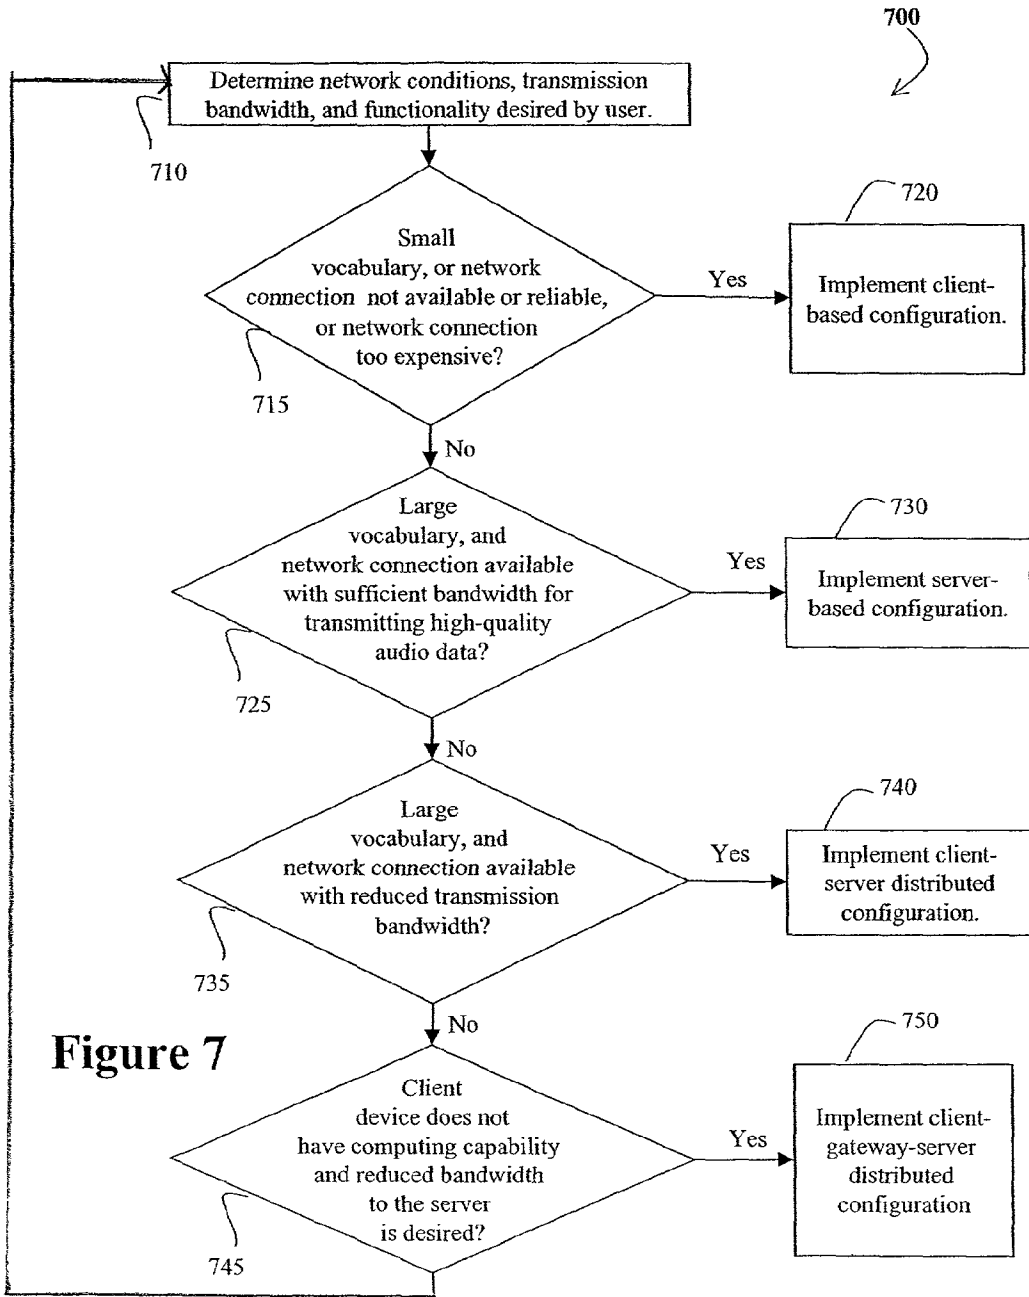 700
Determine network conditions, transmission
bandwidth, and functionality desired by user.
710
Small
vocabulary, or network
connection not available or reliable,
or network connection
too expensive?
715
Yes
720
Implement client-
based configuration.
No
Large
vocabulary, and
network connection available
with sufficient bandwidth for
transmitting high-quality
audio data?
725
Yes
730
Implement server-
based configuration.
No
Large
vocabulary, and
network connection available
with reduced transmission
bandwidth?
735
Yes
740
Implement client-
server distributed
configuration.
No
Figure 7
Client
device does not
have computing capability
and reduced bandwidth
to the server
is desired?
745
Yes
750
Implement client-
gateway-server
distributed
configuration